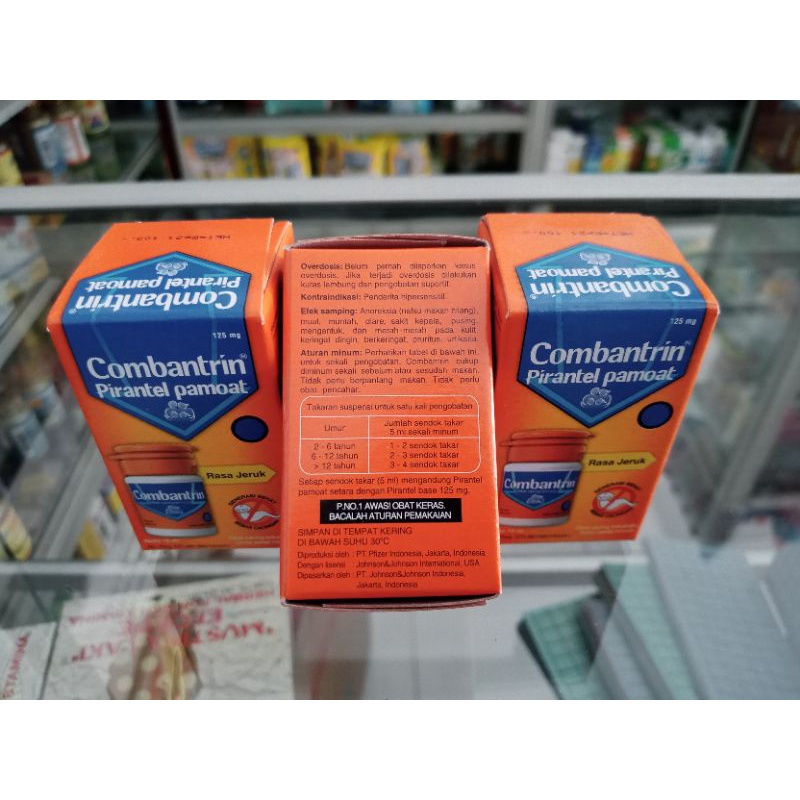 Combantrin
Pirantel pamoat
125 mg
Combantrin
Pirantel pamoat
Rasa Jeruk
Combantrin
Overdosis: Belum pernah dilaporkan kasus
overdosis. Jika terjadi overdosis dilakukan
kuras lambung dan pengobatan suportif.
Kontraindikasi: Penderita hipersensitif.
Efek samping: Anoreksia (nafsu makan hilang),
mual, muntah, diare, sakit kepala, pusing,
mengantuk, dan merah-merah pada kulit,
keringat dingin, berkeringat, pruritus, urtikaria.
Aturan minum: Perhatikan tabel di bawah ini,
untuk sekali pengobatan. Combantrin cukup
diminum sekali sebelum atau sesudah makan.
Tidak perlu berpantang makan. Tidak perlu
obat pencahar.
Takaran suspensi untuk satu kali pengobatan
Umur
Jumlah sendok takar
5 ml sekali minum
2 - 6 tahun 1 - 2 sendok takar
6 - 12 tahun 2 - 3 sendok takar
> 12 tahun 3 - 4 sendok takar
Setiap sendok takar (5 ml) mengandung Pirantel
pamoat setara dengan Pirantel base 125 mg.
P.NO.1 AWAS! OBAT KERAS.
BACALAH ATURAN PEMAKAIAN
SIMPAN DI TEMPAT KERING
DI BAWAH SUHU 30°C
Diproduksi oleh : PT. Pfizer Indonesia, Jakarta, Indonesia
Dengan lisensi : Johnson&Johnson International, USA
Dipasarkan oleh : PT. Johnson&Johnson Indonesia,
Jakarta, Indonesia
Combantrin
Pirantel pamoat
125 mg
Combantrin
Pirantel pamoat
Rasa Jeruk
Combantrin
STAMINA